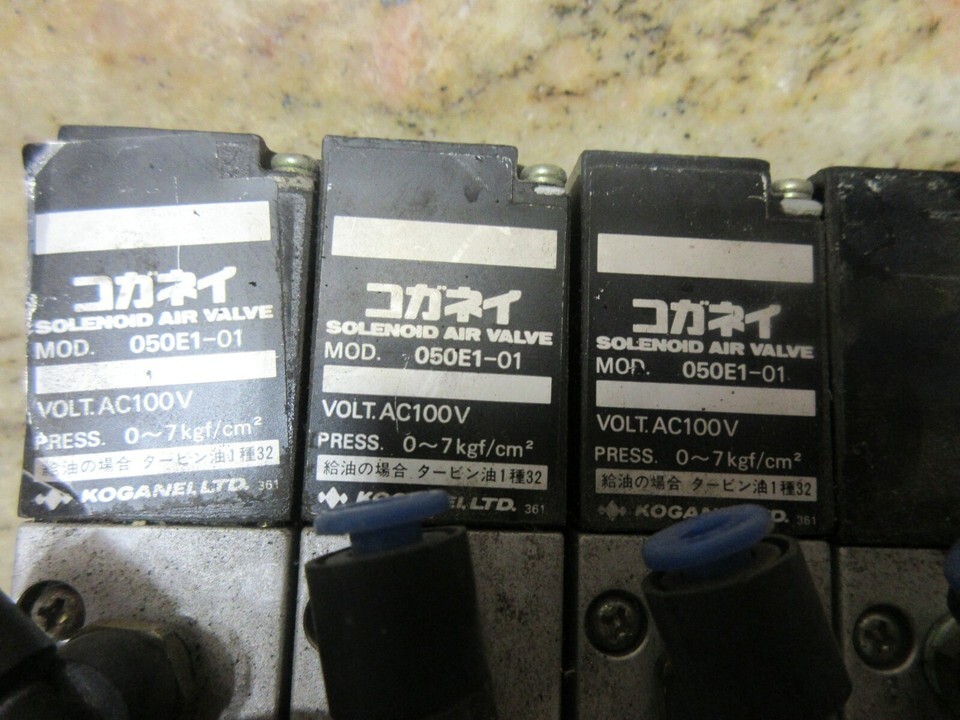 コガネイ
SOLENOID AIR VALVE
MOD. 050E1-01
VOLT. AC100V
PRESS. 0～7kgf/cm²
給油の場合 タービン油1種32
KOGANEI, LTD. 361
コガネイ
SOLENOID AIR VALVE
MOD. 050E1-01
VOLT. AC100V
PRESS. 0～7kgf/cm²
給油の場合 タービン油1種32
KOGANEI, LTD. 361
コガネイ
SOLENOID AIR VALVE
MOD. 050E1-01
VOLT. AC100V
PRESS. 0～7kgf/cm²
給油の場合 タービン油1種32
KOGANEI LTD. 361